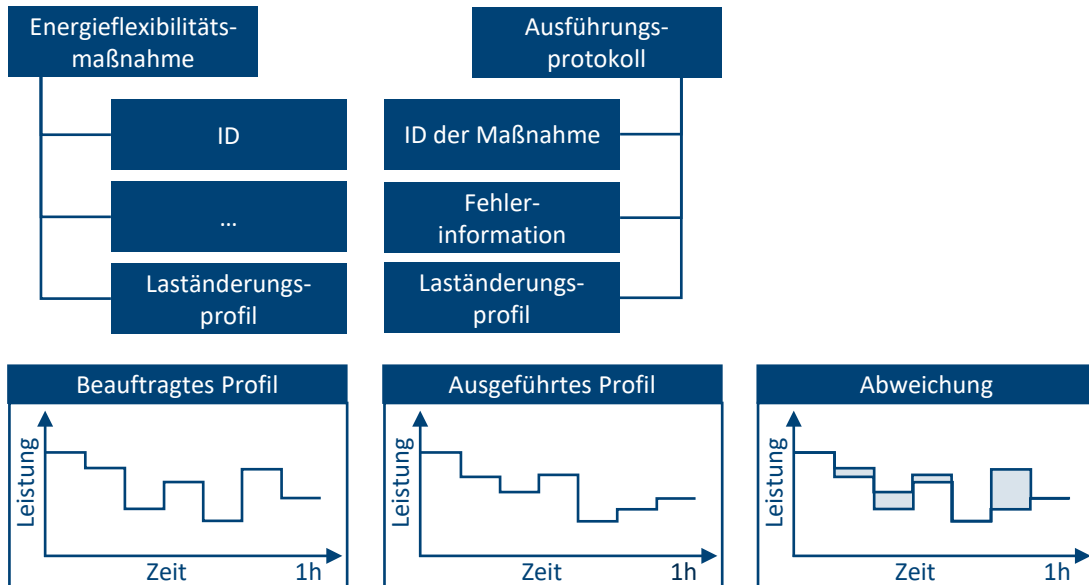 Energieflexibilitäts-
maßnahme
Ausführungs-
protokoll
ID
ID der Maßnahme
...
Fehler-
information
Laständerungs-
profil
Laständerungs-
profil
Beauftragtes Profil
Ausgeführtes Profil
Abweichung
Leistung
Zeit
1h
Leistung
Zeit
1h
Leistung
Zeit
1h